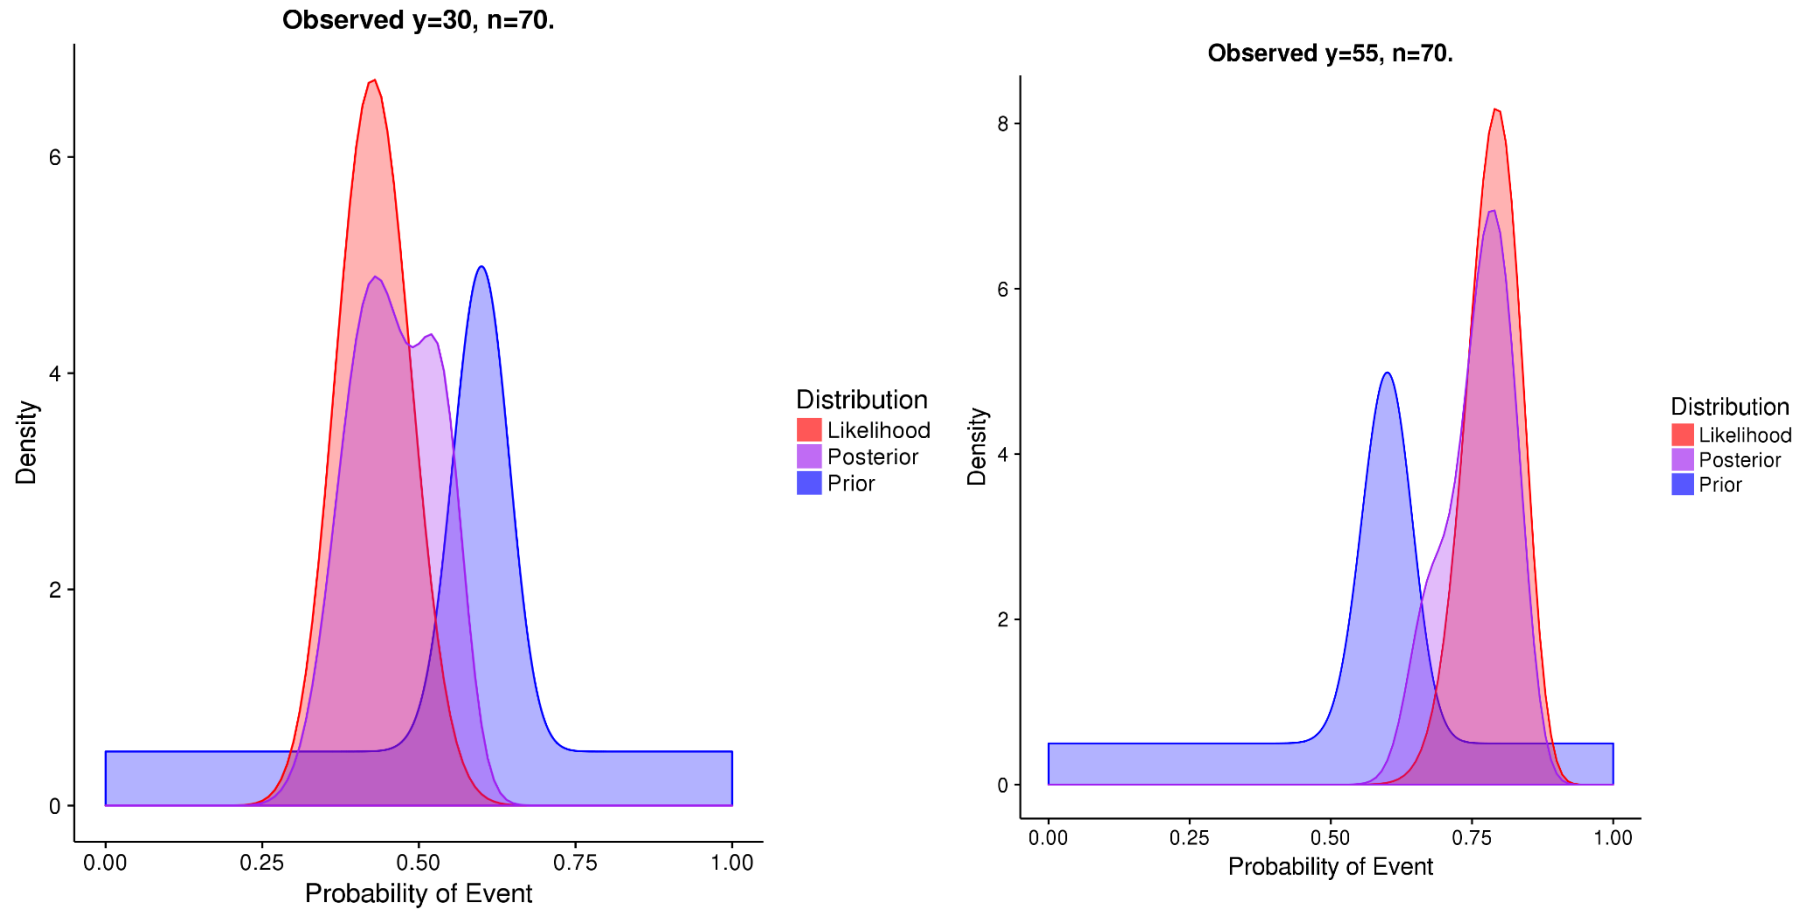 Observed y=30, n=70.
Density
6
4
2
0
0.00 0.25 0.50 0.75 1.00
Probability of Event
Distribution
Likelihood
Posterior
Prior
Observed y=55, n=70.
Density
8
6
4
2
0
0.00 0.25 0.50 0.75 1.00
Probability of Event
Distribution
Likelihood
Posterior
Prior